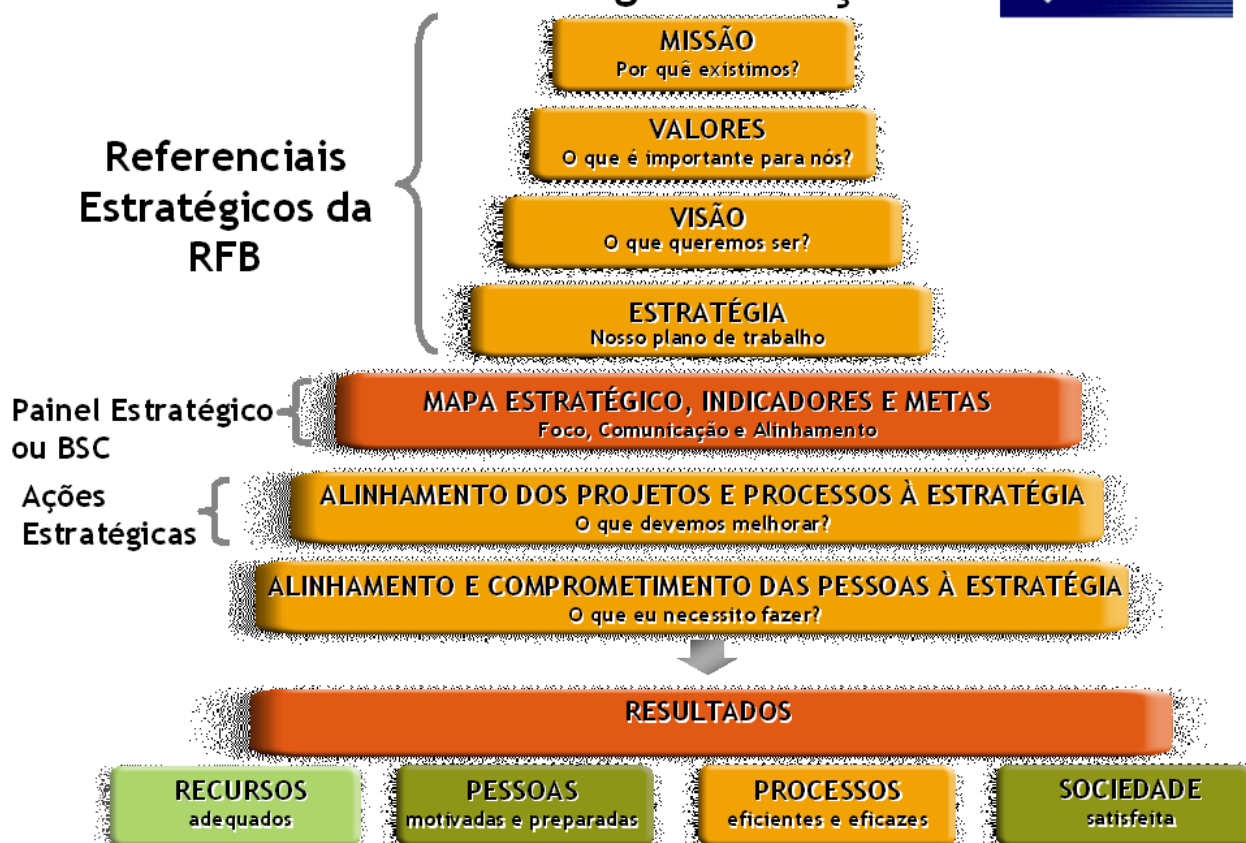 MISSÃO
Por quê existimos?
VALORES
O que é importante para nós?
Referenciais
Estratégicos da
RFB
VISÃO
O que queremos ser?
ESTRATÉGIA
Nosso plano de trabalho
Painel Estratégico
ou BSC
MAPA ESTRATÉGICO, INDICADORES E METAS
Foco, Comunicação e Alinhamento
Ações
Estratégicas
ALINHAMENTO DOS PROJETOS E PROCESSOS À ESTRATÉGIA
O que devemos melhorar?
ALINHAMENTO E COMPROMETIMENTO DAS PESSOAS À ESTRATÉGIA
O que eu necessito fazer?
RESULTADOS
RECURSOS
adequados
PESSOAS
motivadas e preparadas
PROCESSOS
eficientes e eficazes
SOCIEDADE
satisfeita